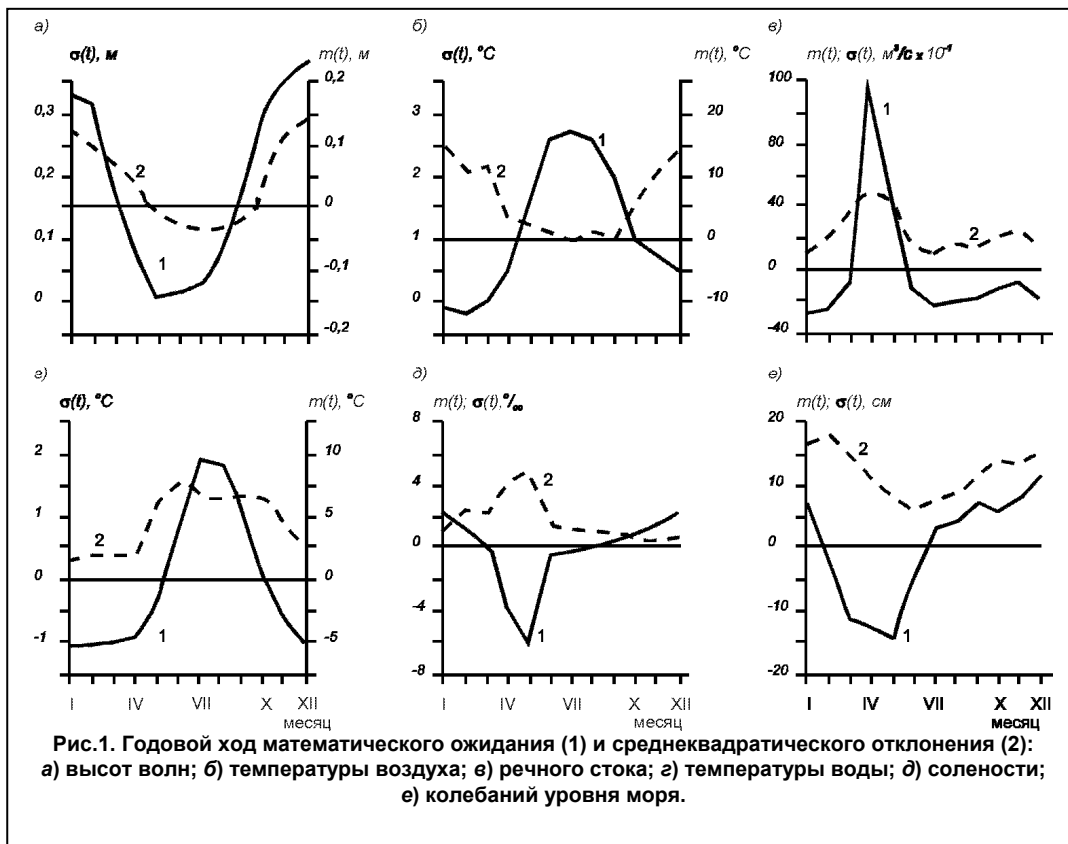 а)
σ(t), м
m(t), м
0,3
0,2
0,1
0
0,2
0,1
0
-0,1
-0,2
2
1
б)
σ(t), °C
m(t), °C
3
2
1
0
20
10
0
-10
2
1
в)
m(t); σ(t), м³/с x 10⁻¹
100
80
40
20
0
-40
1
2
г)
σ(t), °C
m(t), °C
2
1
0
-1
10
5
0
-5
2
1
I IV VII X XII
месяц
д)
m(t); σ(t), °/₀₀
8
4
0
-4
-8
2
1
I IV VII X XII
месяц
е)
m(t); σ(t), см
20
10
0
-10
-20
2
1
I IV VII X XII
месяц
Рис.1. Годовой ход математического ожидания (1) и среднеквадратического отклонения (2):
а) высот волн; б) температуры воздуха; в) речного стока; г) температуры воды; д) солености;
е) колебаний уровня моря.